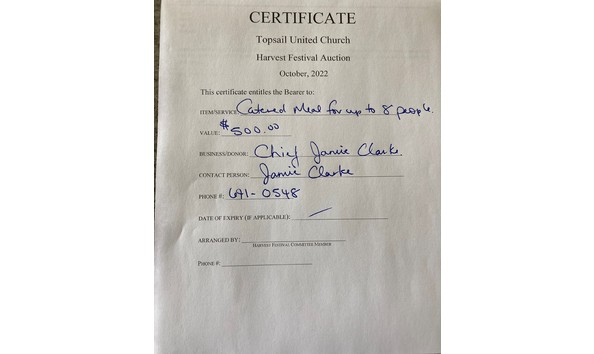 CERTIFICATE
Topsail United Church
Harvest Festival Auction
October, 2022
This certificate entitles the Bearer to:
ITEM/SERVICE: Catered Meal for up to 8 people.
VALUE: $500.00
BUSINESS/DONOR: Chief Jamie Clarke
CONTACT PERSON: Jamie Clarke
PHONE #: 691-0548
DATE OF EXPIRY (IF APPLICABLE): —
ARRANGED BY:
HARVEST FESTIVAL COMMITTEE MEMBER
PHONE #: